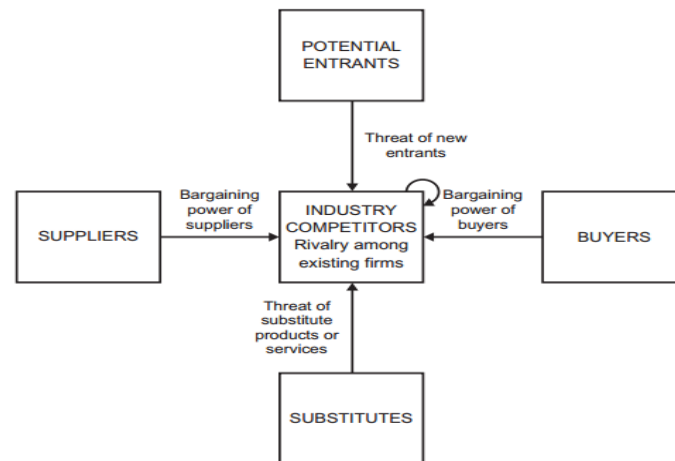 POTENTIAL
ENTRANTS
Threat of new
entrants
Bargaining
power of
suppliers
Bargaining
power of
buyers
SUPPLIERS
INDUSTRY
COMPETITORS
Rivalry among
existing firms
BUYERS
Threat of
substitute
products or
services
SUBSTITUTES